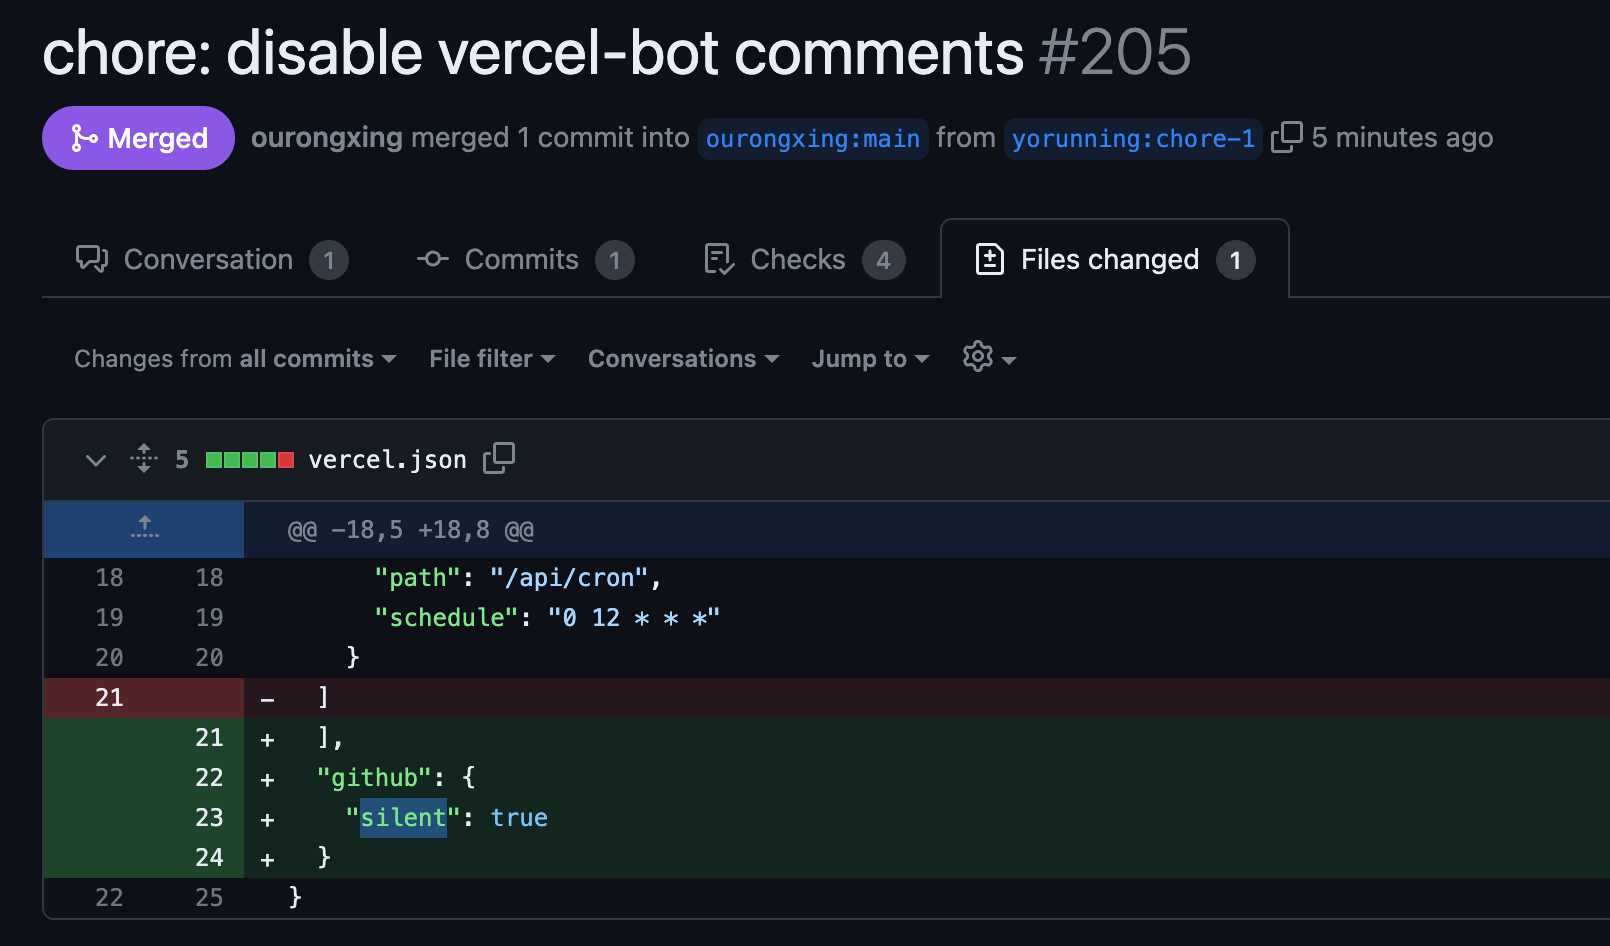 chore: disable vercel-bot comments #205
Merged ourongxing merged 1 commit into ourongxing:main from yorunning:chore-1 5 minutes ago
Conversation 1 Commits 1 Checks 4 Files changed 1
Changes from all commits File filter Conversations Jump to
5 vercel.json
@@ -18,5 +18,8 @@
18 18 "path": "/api/cron",
19 19 "schedule": "0 12 * * *"
20 20 }
21 - ]
21 + ],
22 + "github": {
23 + "silent": true
24 + }
22 25 }